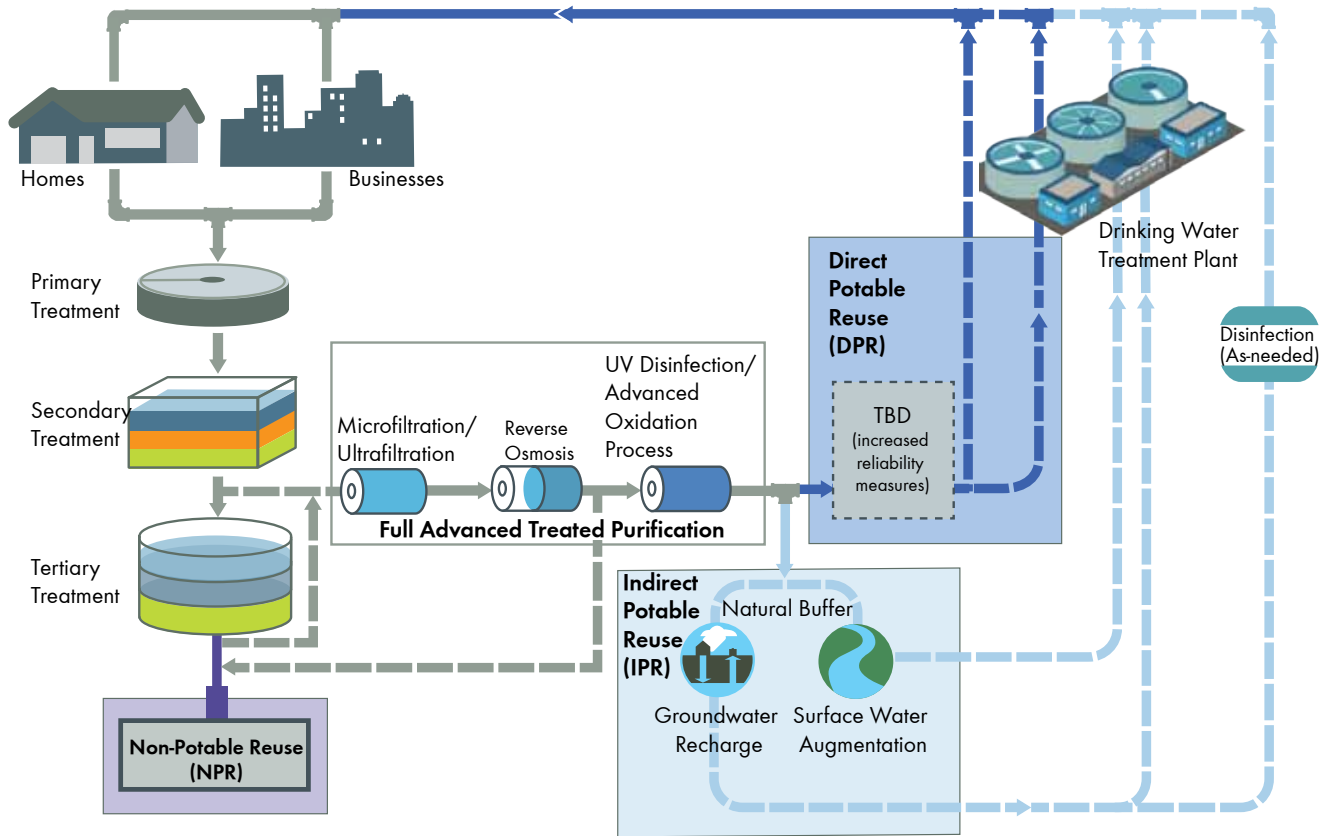 Homes
Businesses
Drinking Water
Treatment Plant
Primary
Treatment
Direct
Potable
Reuse
(DPR)
Disinfection
(As-needed)
UV Disinfection/
Advanced
Oxidation
Process
Secondary
Treatment
Microfiltration/
Ultrafiltration
Reverse
Osmosis
TBD
(increased
reliability
measures)
Full Advanced Treated Purification
Tertiary
Treatment
Indirect
Potable
Reuse
(IPR)
Natural Buffer
Groundwater
Recharge
Surface Water
Augmentation
Non-Potable Reuse
(NPR)